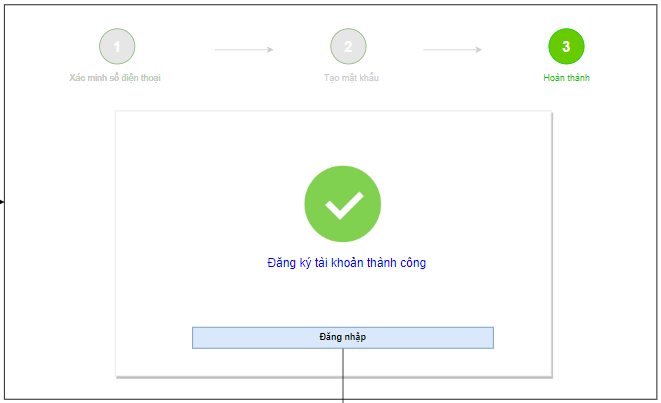 1
2
3
Xác minh số điện thoại
Tạo mật khẩu
Hoàn thành
Đăng ký tài khoản thành công
Đăng nhập